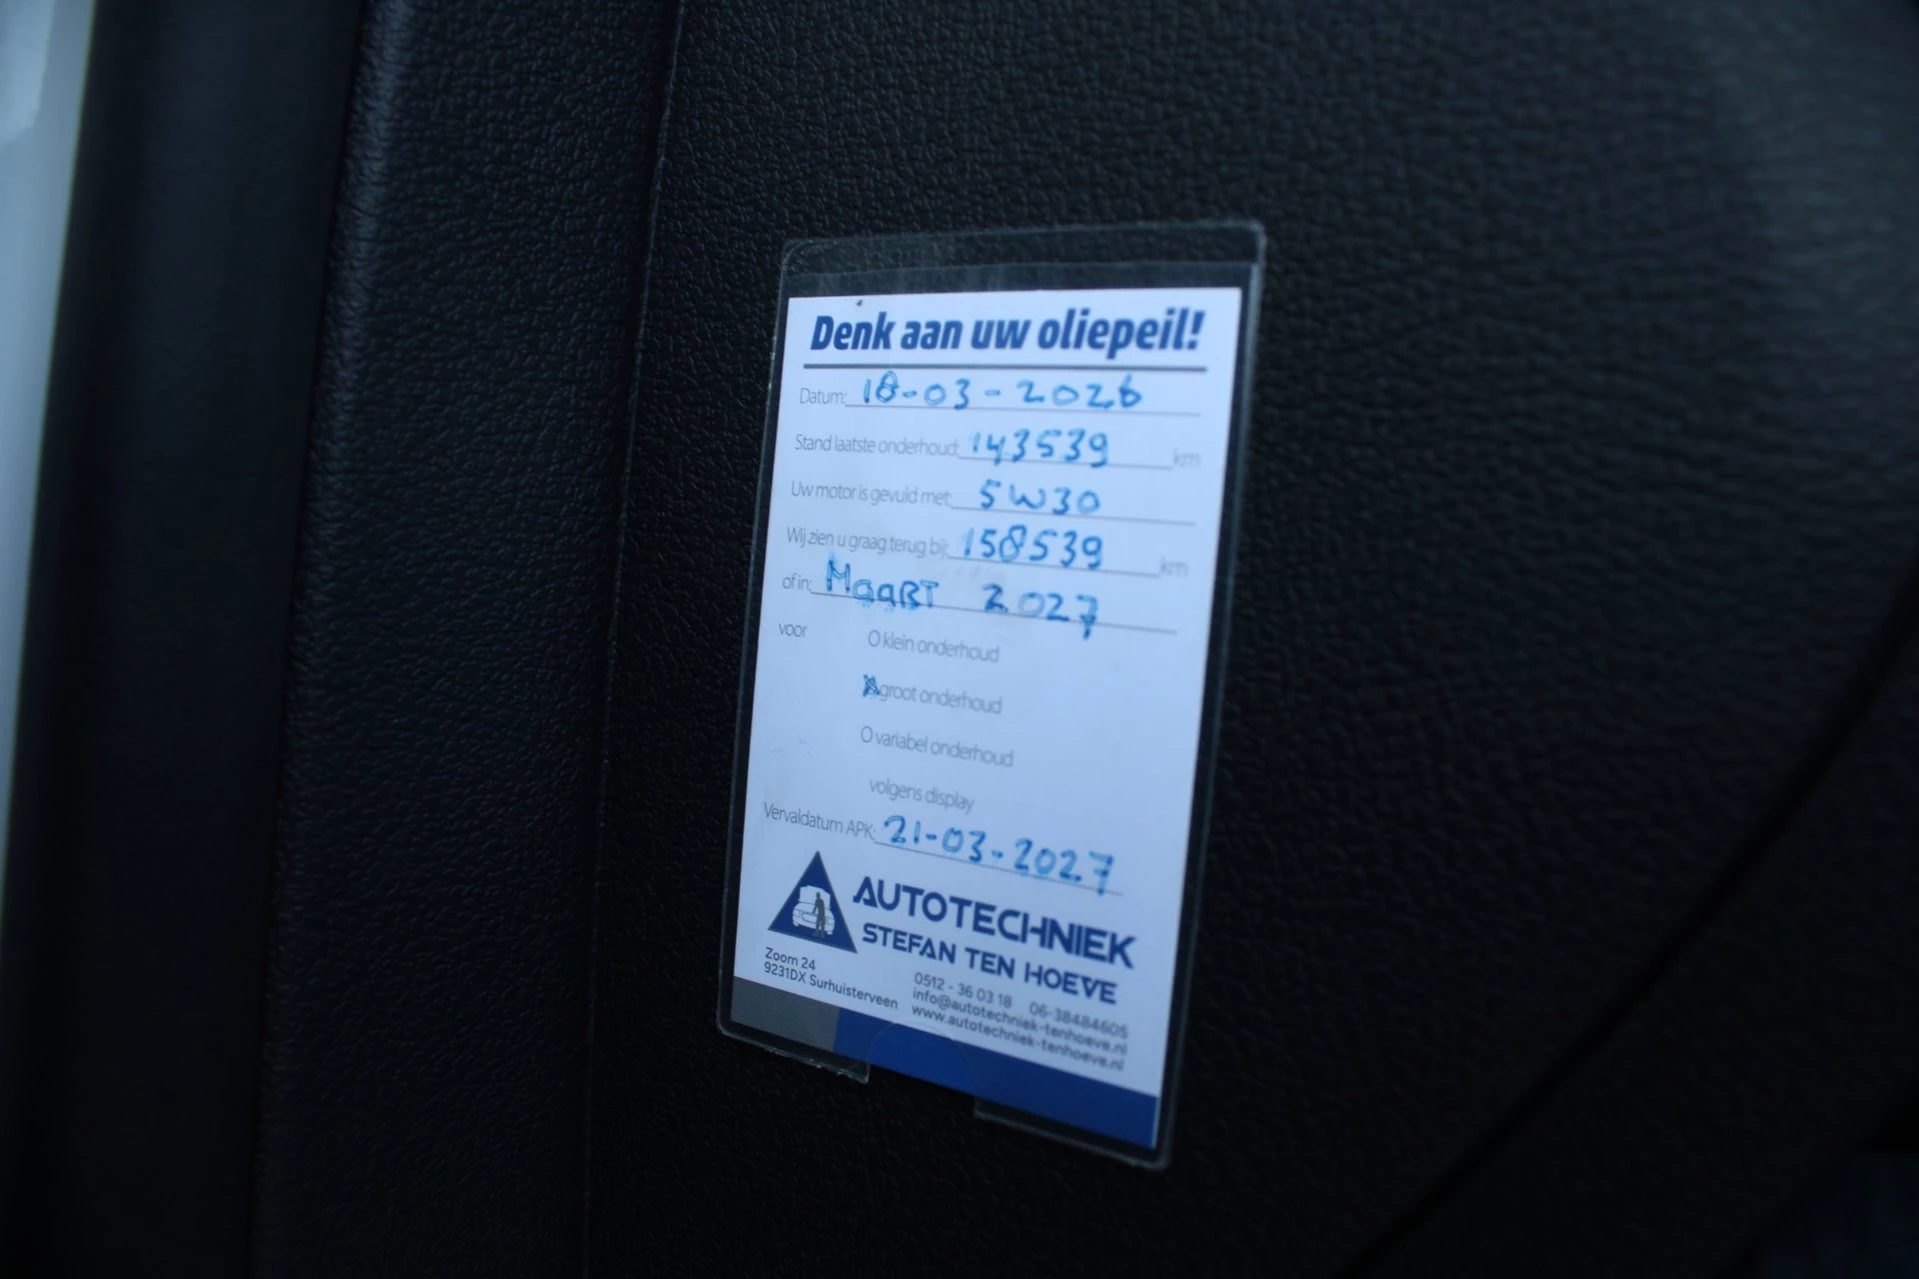 Denk aan uw oliepeil!
Datum: 18-03-2026
Stand laatste onderhoud: 143539 km
Uw motor is gevuld met: 5W30
Wij zien u graag terug bij: 158539 km
of in: MaaRT 2027
voor O klein onderhoud
groot onderhoud
O variabel onderhoud
volgens display
Vervaldatum APK: 21-03-2027
AUTOTECHNIEK
STEFAN TEN HOEVE
Zoom 24
9231DX Surhuisterveen
0512 - 36 03 18 06-38484605
info@autotechniek-tenhoeve.nl
www.autotechniek-tenhoeve.nl